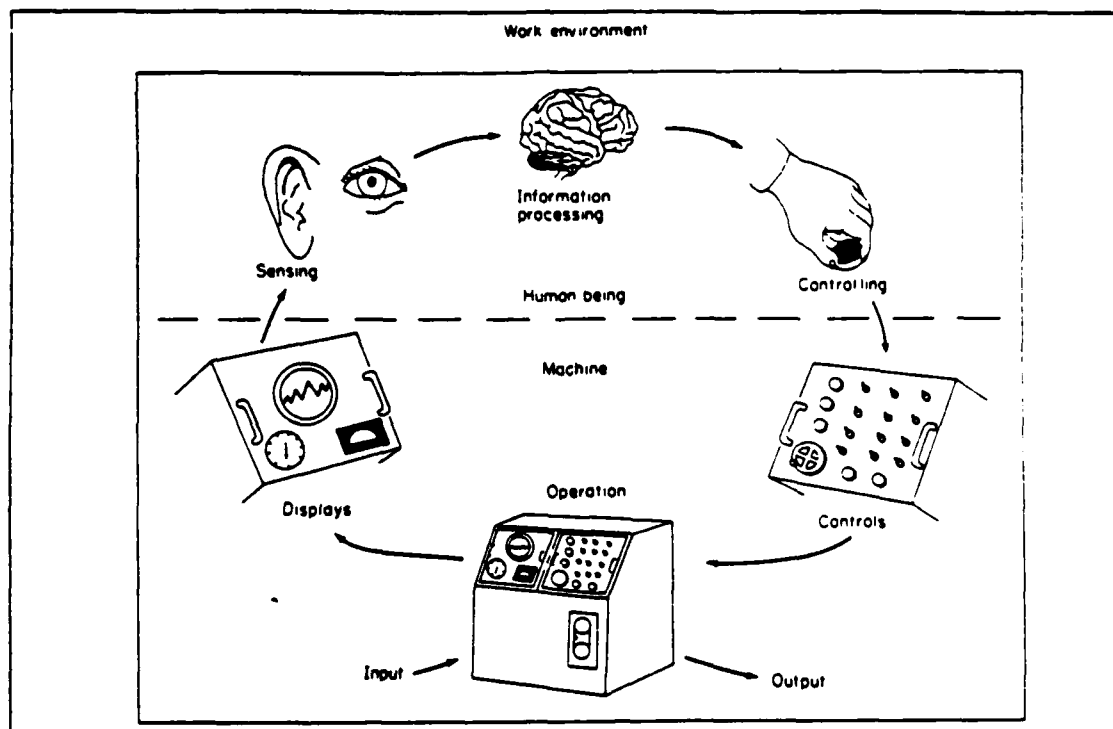 Work environment
Information
processing
Sensing
Controlling
Human being
Machine
Displays
Operation
Controls
Input
Output